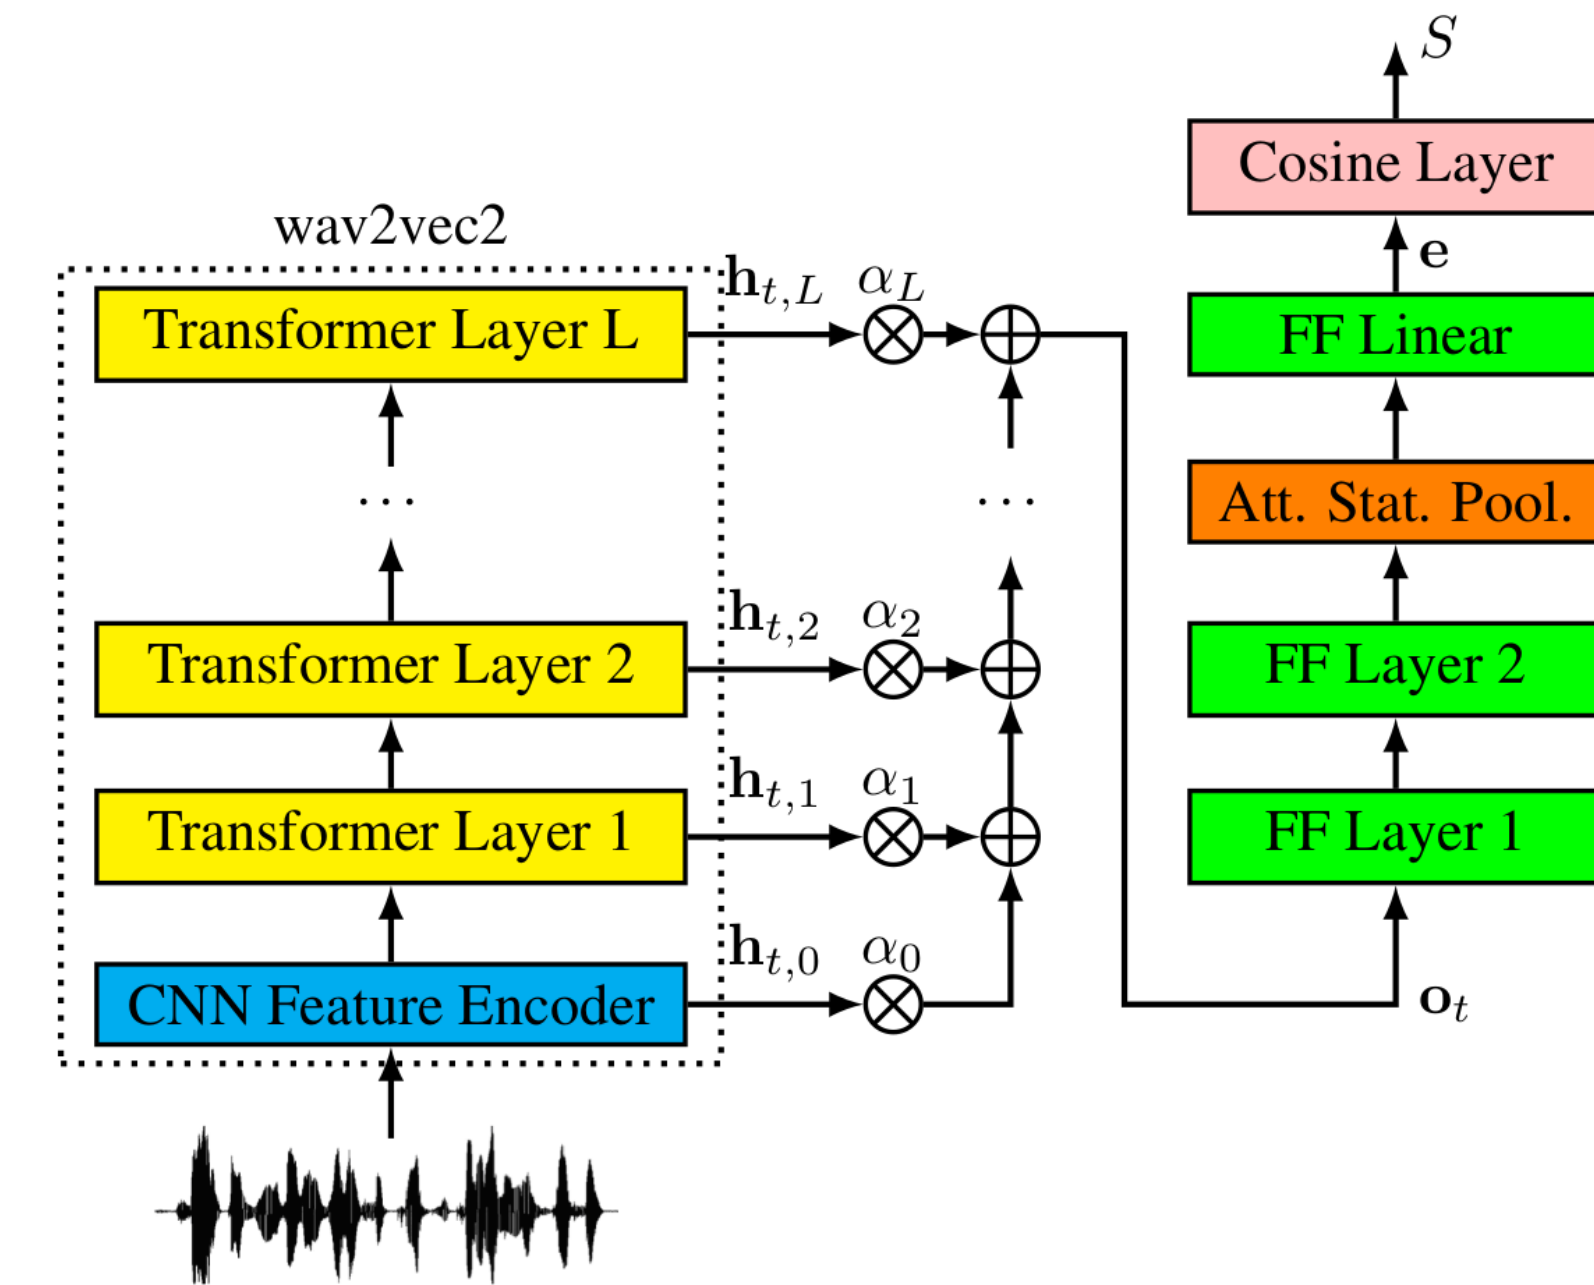 S
Cosine Layer
wav2vec2
e
h_{t,L} α_L
Transformer Layer L
FF Linear
...
...
Att. Stat. Pool.
h_{t,2} α_2
Transformer Layer 2
FF Layer 2
h_{t,1} α_1
Transformer Layer 1
FF Layer 1
h_{t,0} α_0
CNN Feature Encoder
o_t